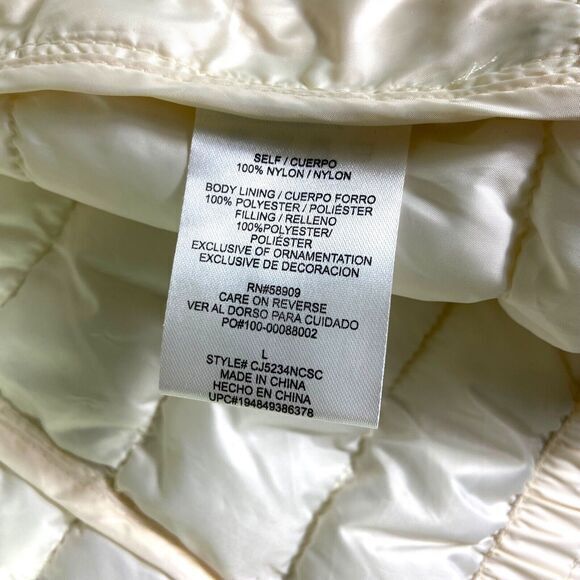 SELF / CUERPO
100% NYLON / NYLON
BODY LINING / CUERPO FORRO
100% POLYESTER / POLIÉSTER
FILLING / RELLENO
100%POLYESTER/
POLIÉSTER
EXCLUSIVE OF ORNAMENTATION
EXCLUSIVE DE DECORACION
RN#58909
CARE ON REVERSE
VER AL DORSO PARA CUIDADO
PO#100-00088002
L
STYLE# CJ5234NCSC
MADE IN CHINA
HECHO EN CHINA
UPC#194849386378